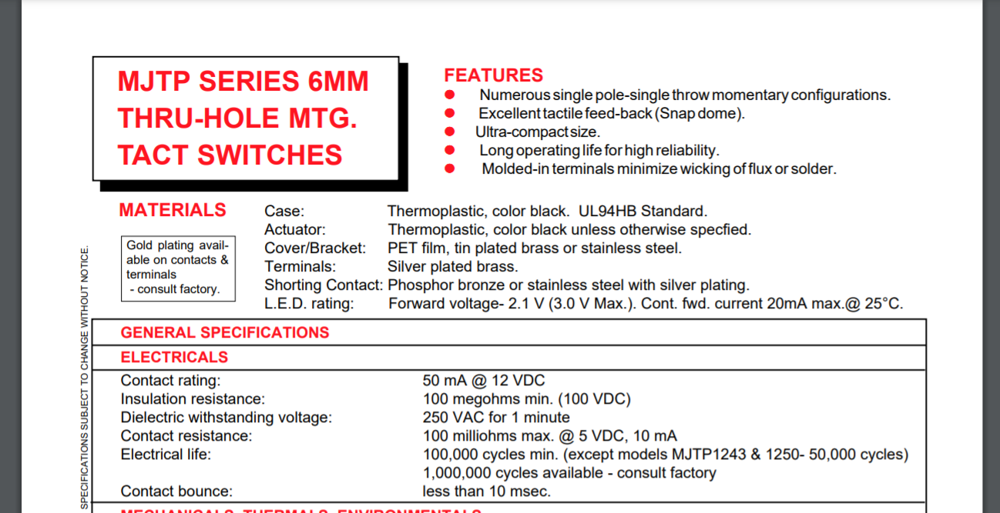 MJTP SERIES 6MM
THRU-HOLE MTG.
TACT SWITCHES
FEATURES
● Numerous single pole-single throw momentary configurations.
● Excellent tactile feed-back (Snap dome).
● Ultra-compact size.
● Long operating life for high reliability.
● Molded-in terminals minimize wicking of flux or solder.
MATERIALS
Gold plating avail-
able on contacts &
terminals
- consult factory.
Case: Thermoplastic, color black. UL94HB Standard.
Actuator: Thermoplastic, color black unless otherwise specfied.
Cover/Bracket: PET film, tin plated brass or stainless steel.
Terminals: Silver plated brass.
Shorting Contact: Phosphor bronze or stainless steel with silver plating.
L.E.D. rating: Forward voltage- 2.1 V (3.0 V Max.). Cont. fwd. current 20mA max.@ 25°C.
SPECIFICATIONS SUBJECT TO CHANGE WITHOUT NOTICE.
GENERAL SPECIFICATIONS
ELECTRICALS
Contact rating: 50 mA @ 12 VDC
Insulation resistance: 100 megohms min. (100 VDC)
Dielectric withstanding voltage: 250 VAC for 1 minute
Contact resistance: 100 milliohms max. @ 5 VDC, 10 mA
Electrical life: 100,000 cycles min. (except models MJTP1243 & 1250- 50,000 cycles)
1,000,000 cycles available - consult factory
Contact bounce: less than 10 msec.
MECHANICALS, THERMALS, ENVIRONMENTALS